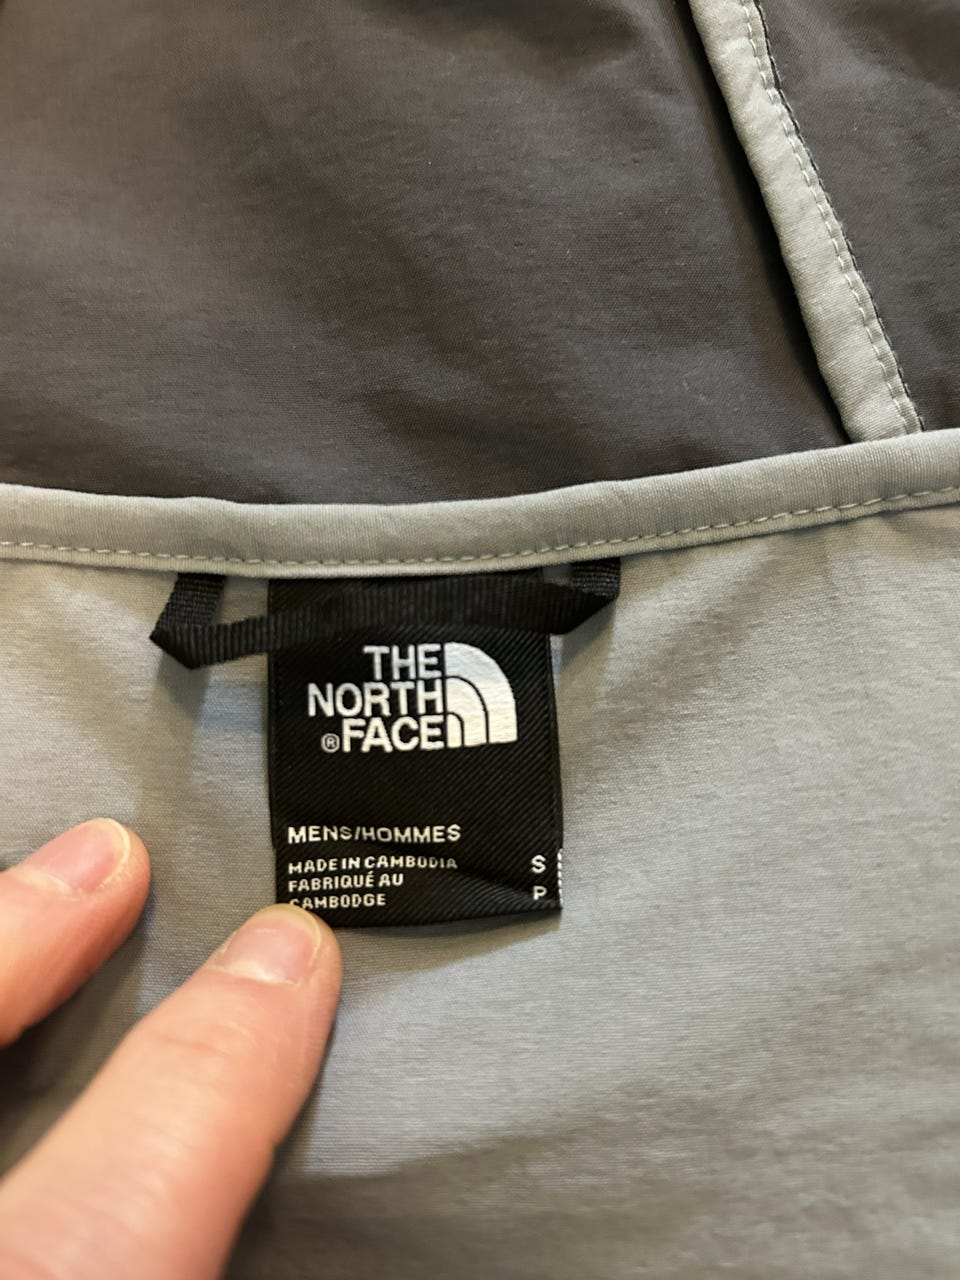 THE
NORTH
®FACE
MENS/HOMMES
MADE IN CAMBODIA S
FABRIQUÉ AU
CAMBODGE P